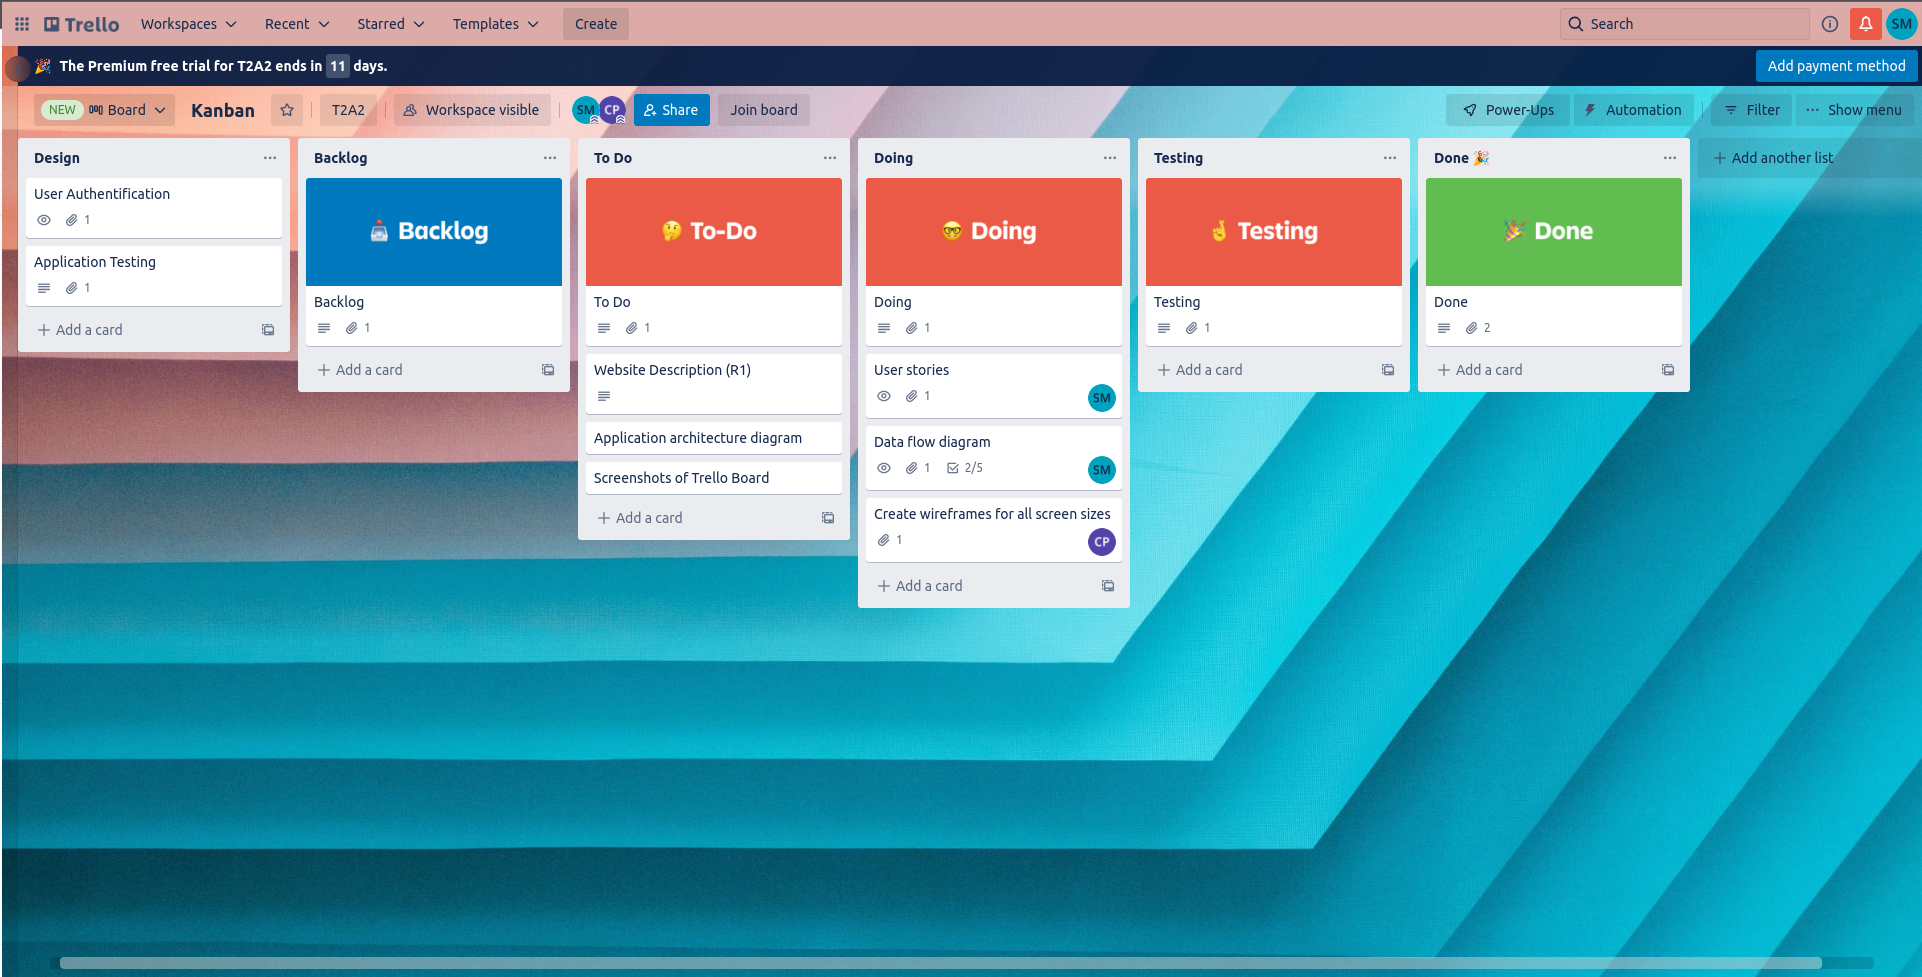 Trello Workspaces Recent Starred Templates Create Search SM
The Premium free trial for T2A2 ends in 11 days. Add payment method
NEW Board Kanban T2A2 Workspace visible SM CP Share Join board Power-Ups Automation Filter Show menu
Design
User Authentification
1
Application Testing
1
Add a card
Backlog
Backlog
Backlog
1
Add a card
To Do
To-Do
To Do
1
Website Description (R1)
Application architecture diagram
Screenshots of Trello Board
Add a card
Doing
Doing
Doing
1
User stories
1 SM
Data flow diagram
1 2/5 SM
Create wireframes for all screen sizes
1 CP
Add a card
Testing
Testing
Testing
1
Add a card
Done 🎉
Done
Done
2
Add a card
Add another list